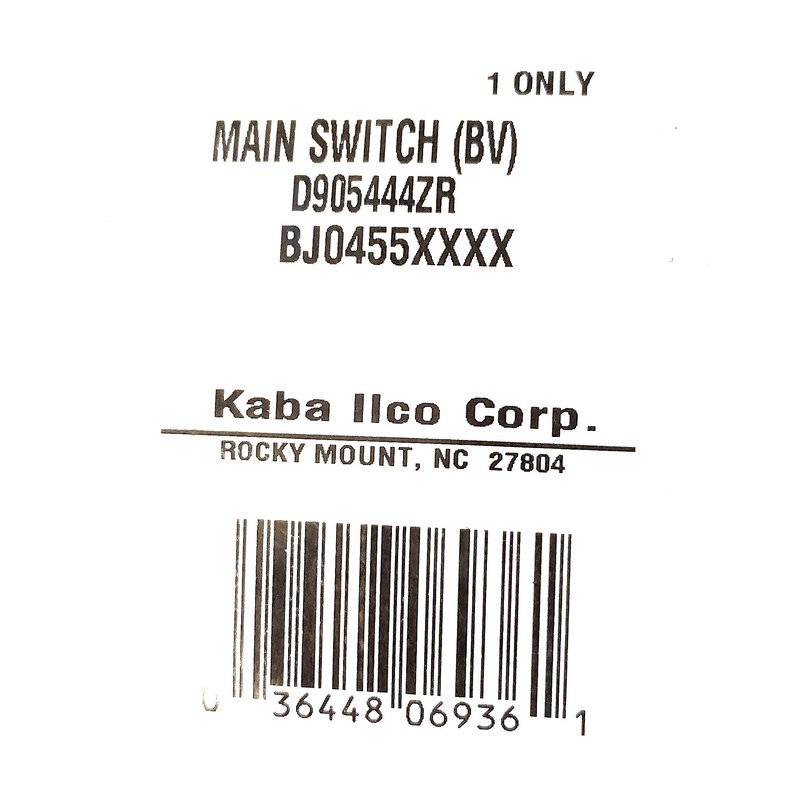 1 ONLY
MAIN SWITCH (BV)
D905444ZR
BJ0455XXXX
Kaba Ilco Corp.
ROCKY MOUNT, NC 27804
0 36448 06936 1